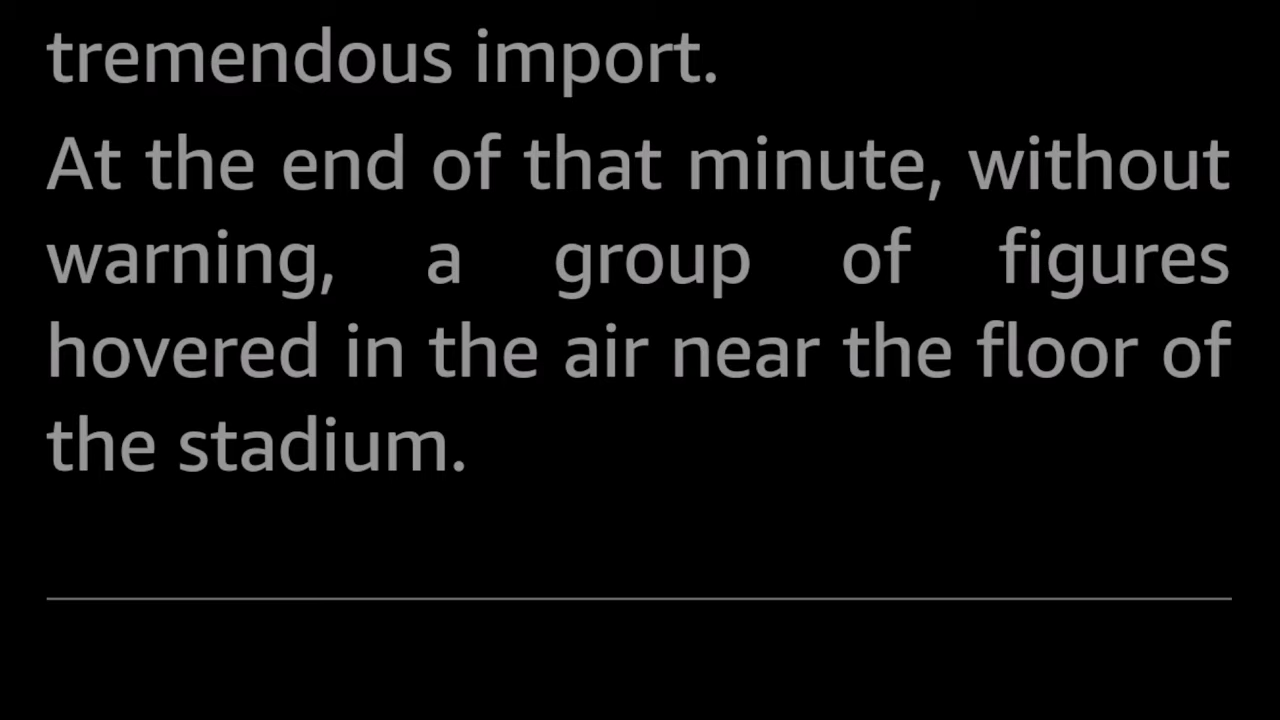 tremendous import.
At the end of that minute, without
warning, a group of figures
hovered in the air near the floor of
the stadium.